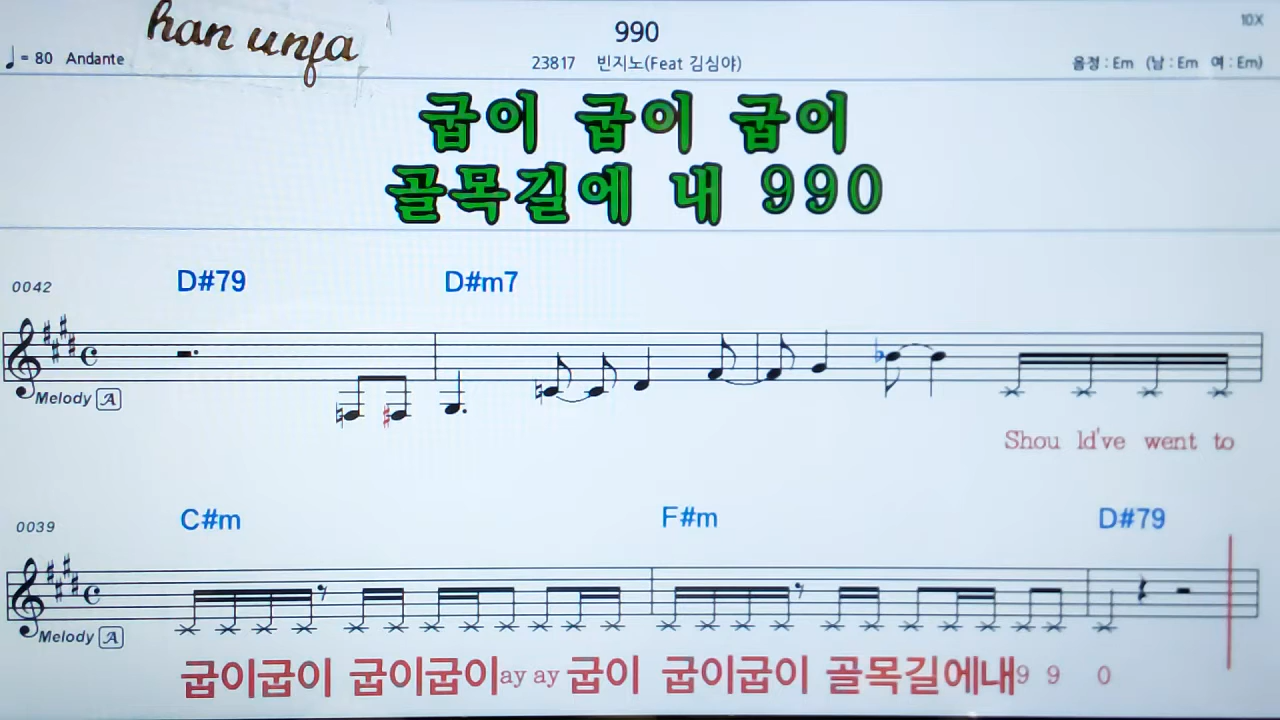 han unja
990
10X
♩ = 80 Andante
23817 빈지노(Feat 김심야)
음정 : Em (남 : Em 여 : Em)
굽이 굽이 굽이
골목길에 내 990
0042
D#79 D#m7
Melody A
Shou ld've went to
0039
C#m F#m D#79
Melody A
굽이굽이 굽이굽이ay ay 굽이 굽이굽이 골목길에내9 9 0